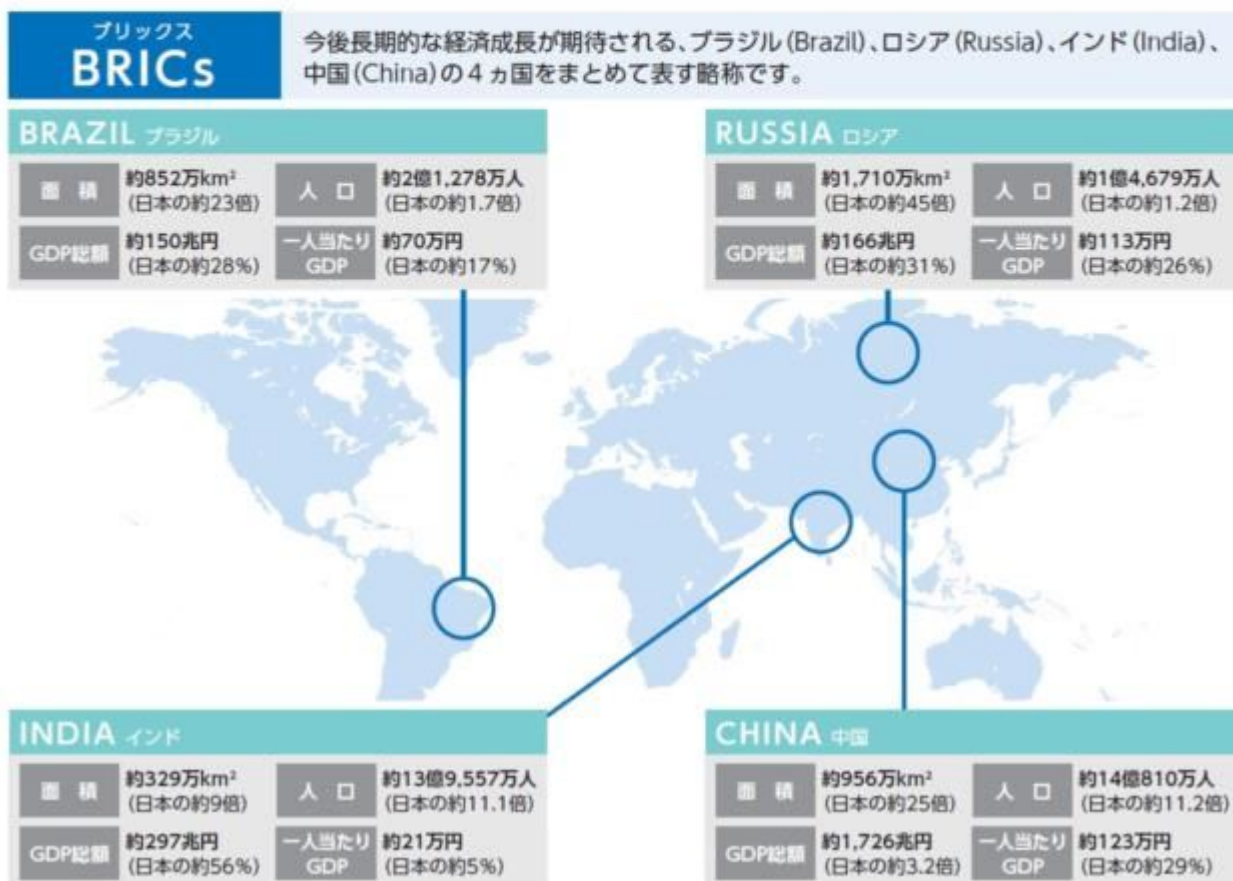 ブリックス
BRICs
今後長期的な経済成長が期待される、ブラジル(Brazil)、ロシア(Russia)、インド(India)、
中国(China)の4ヵ国をまとめて表す略称です。
BRAZIL ブラジル
面積 約852万km² 人口 約2億1,278万人
(日本の約23倍) (日本の約1.7倍)
GDP総額 約150兆円 一人当たりGDP 約70万円
(日本の約28%) (日本の約17%)
RUSSIA ロシア
面積 約1,710万km² 人口 約1億4,679万人
(日本の約45倍) (日本の約1.2倍)
GDP総額 約166兆円 一人当たりGDP 約113万円
(日本の約31%) (日本の約26%)
INDIA インド
面積 約329万km² 人口 約13億9,557万人
(日本の約9倍) (日本の約11.1倍)
GDP総額 約297兆円 一人当たりGDP 約21万円
(日本の約56%) (日本の約5%)
CHINA 中国
面積 約956万km² 人口 約14億810万人
(日本の約25倍) (日本の約11.2倍)
GDP総額 約1,726兆円 一人当たりGDP 約123万円
(日本の約3.2倍) (日本の約29%)